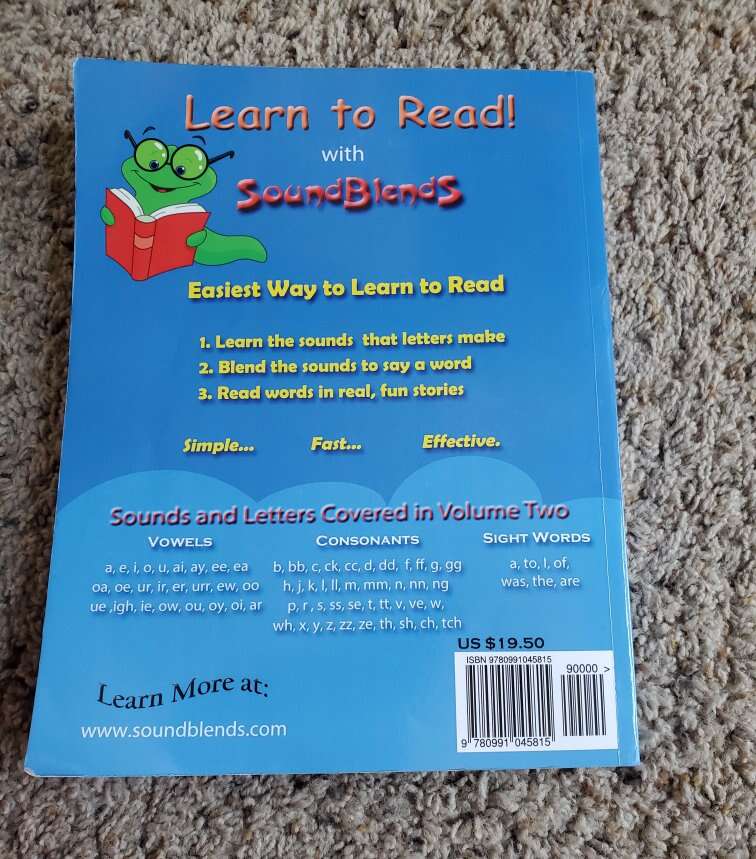 Learn to Read!
with
SoundBlendS
Easiest Way to Learn to Read
1. Learn the sounds that letters make
2. Blend the sounds to say a word
3. Read words in real, fun stories
Simple... Fast... Effective.
Sounds and Letters Covered in Volume Two
VOWELS
a, e, i, o, u, ai, ay, ee, ea
oa, oe, ur, ir, er, urr, ew, oo
ue ,igh, ie, ow, ou, oy, oi, ar
CONSONANTS
b, bb, c, ck, cc, d, dd, f, ff, g, gg
h, j, k, l, ll, m, mm, n, nn, ng
p, r , s, ss, se, t, tt, v, ve, w,
wh, x, y, z, zz, ze, th, sh, ch, tch
SIGHT WORDS
a, to, I, of,
was, the, are
US $19.50
ISBN 9780991045815
90000 >
9 780991 045815
Learn More at:
www.soundblends.com